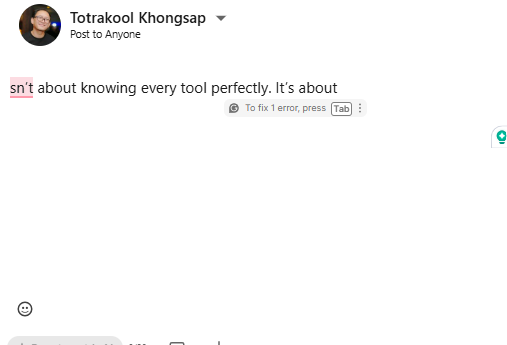 Totrakool Khongsap
Post to Anyone
sn't about knowing every tool perfectly. It's about
To fix 1 error, press Tab